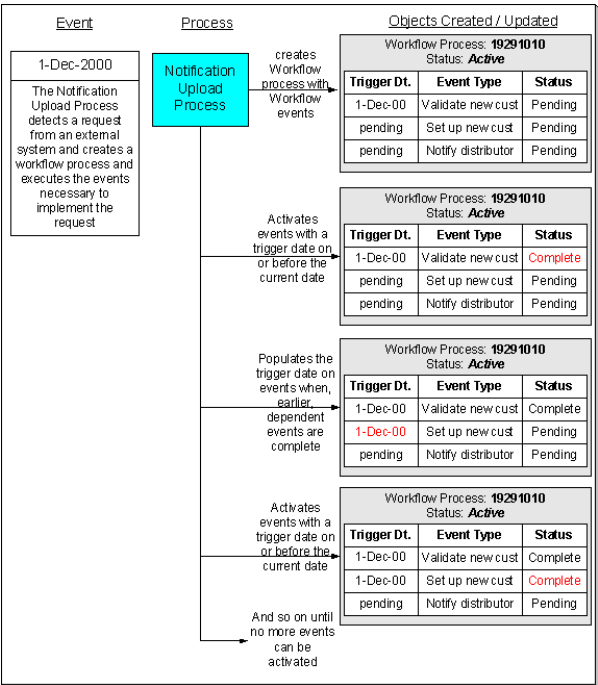 Event
Process
Objects Created / Updated
1-Dec-2000
The Notification
Upload Process
detects a request
from an external
system and creates a
workflow process and
executes the events
necessary to
implement the
request
Notification
Upload
Process
creates
Workflow
process with
Workflow
events
Workflow Process: 19291010
Status: Active
Trigger Dt. Event Type Status
1-Dec-00 Validate new cust Pending
pending Set up new cust Pending
pending Notify distributor Pending
Activates
events with a
trigger date on
or before the
current date
Workflow Process: 19291010
Status: Active
Trigger Dt. Event Type Status
1-Dec-00 Validate new cust Complete
pending Set up new cust Pending
pending Notify distributor Pending
Populates the
trigger date on
events when,
earlier,
dependent
events are
complete
Workflow Process: 19291010
Status: Active
Trigger Dt. Event Type Status
1-Dec-00 Validate new cust Complete
1-Dec-00 Set up new cust Pending
pending Notify distributor Pending
Activates
events with a
trigger date on
or before the
current date
Workflow Process: 19291010
Status: Active
Trigger Dt. Event Type Status
1-Dec-00 Validate new cust Complete
1-Dec-00 Set up new cust Complete
pending Notify distributor Pending
And so on until
no more events
can be
activated